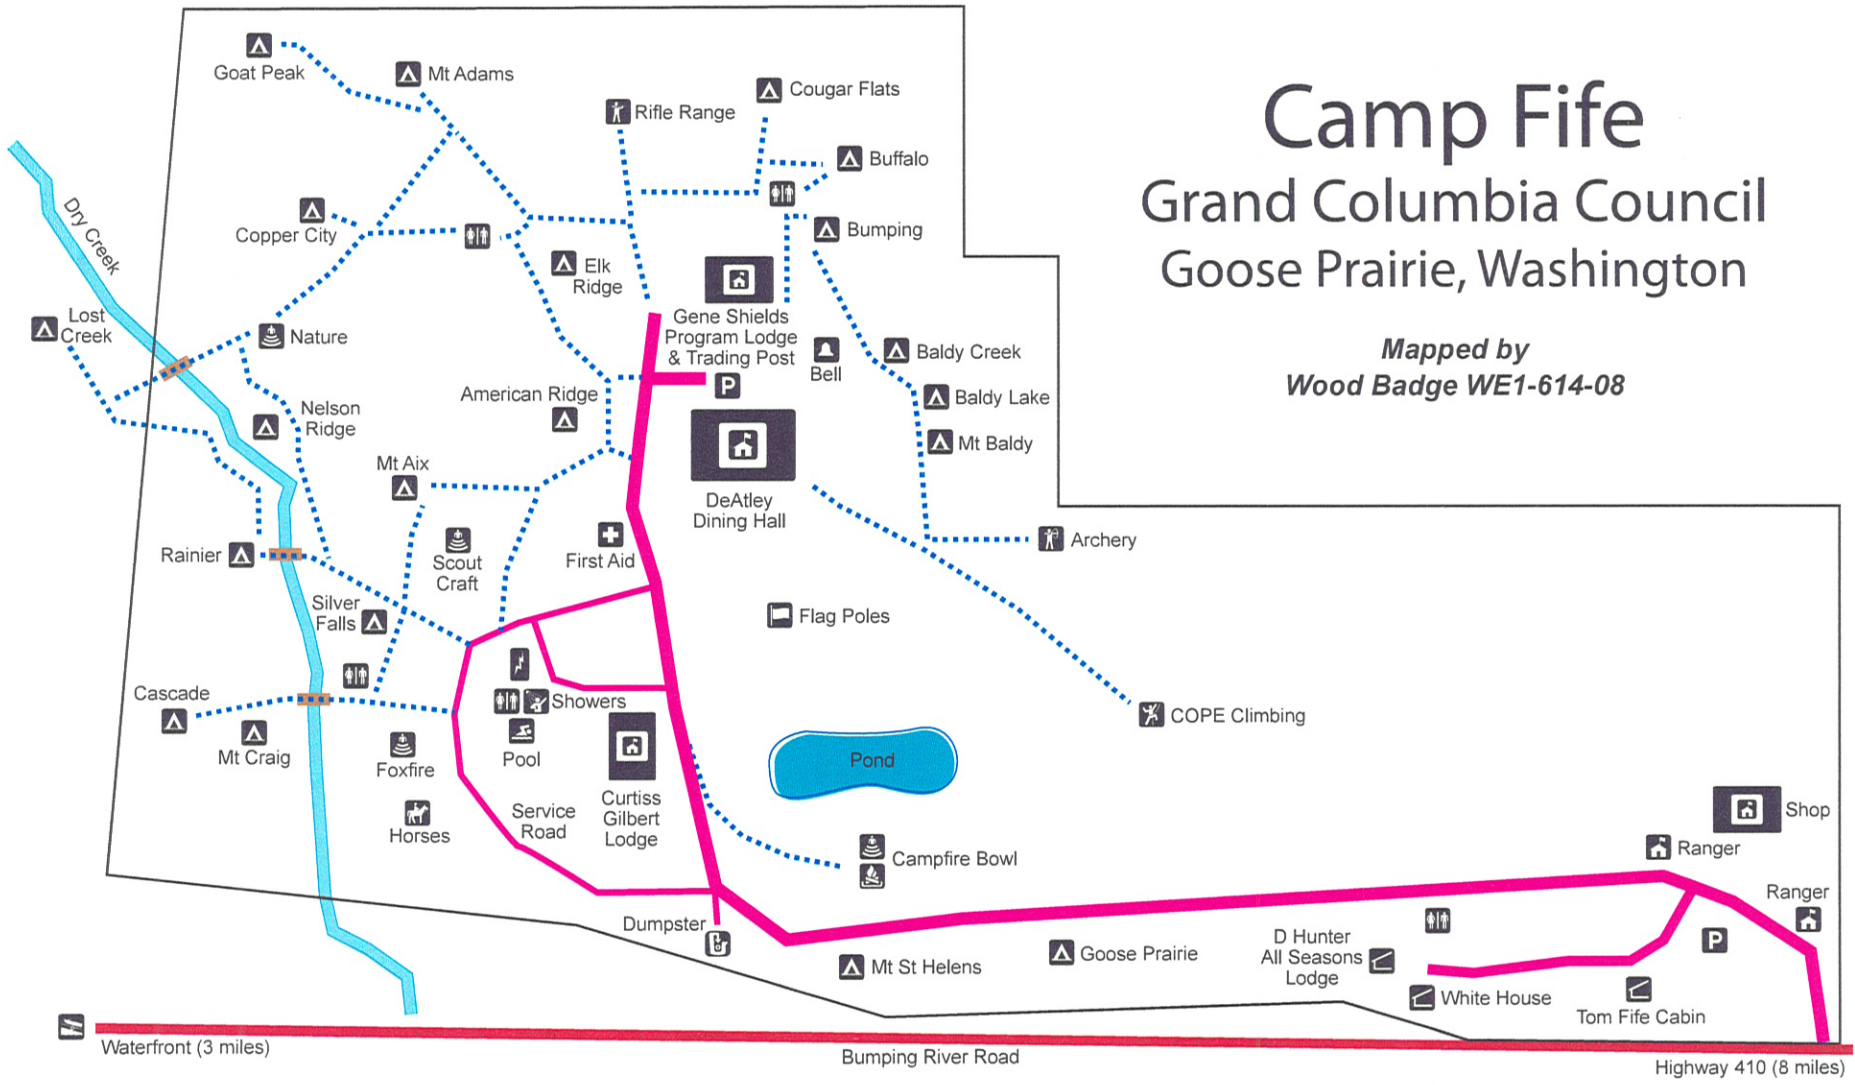 Camp Fife
Grand Columbia Council
Goose Prairie, Washington
Mapped by
Wood Badge WE1-614-08
Goat Peak
Mt Adams
Rifle Range
Cougar Flats
Buffalo
Dry Creek
Copper City
Bumping
Elk
Ridge
Gene Shields
Program Lodge
& Trading Post
P
Bell
Lost
Creek
Nature
Baldy Creek
Baldy Lake
Mt Baldy
American Ridge
Nelson
Ridge
Mt Aix
DeAtley
Dining Hall
Archery
Rainier
Scout
Craft
First Aid
Silver
Falls
Flag Poles
Cascade
Mt Craig
Foxfire
Showers
Pool
COPE Climbing
Pond
Horses
Service
Road
Curtiss
Gilbert
Lodge
Campfire Bowl
Shop
Ranger
Ranger
Dumpster
Mt St Helens
Goose Prairie
D Hunter
All Seasons
Lodge
P
White House
Tom Fife Cabin
Waterfront (3 miles)
Bumping River Road
Highway 410 (8 miles)